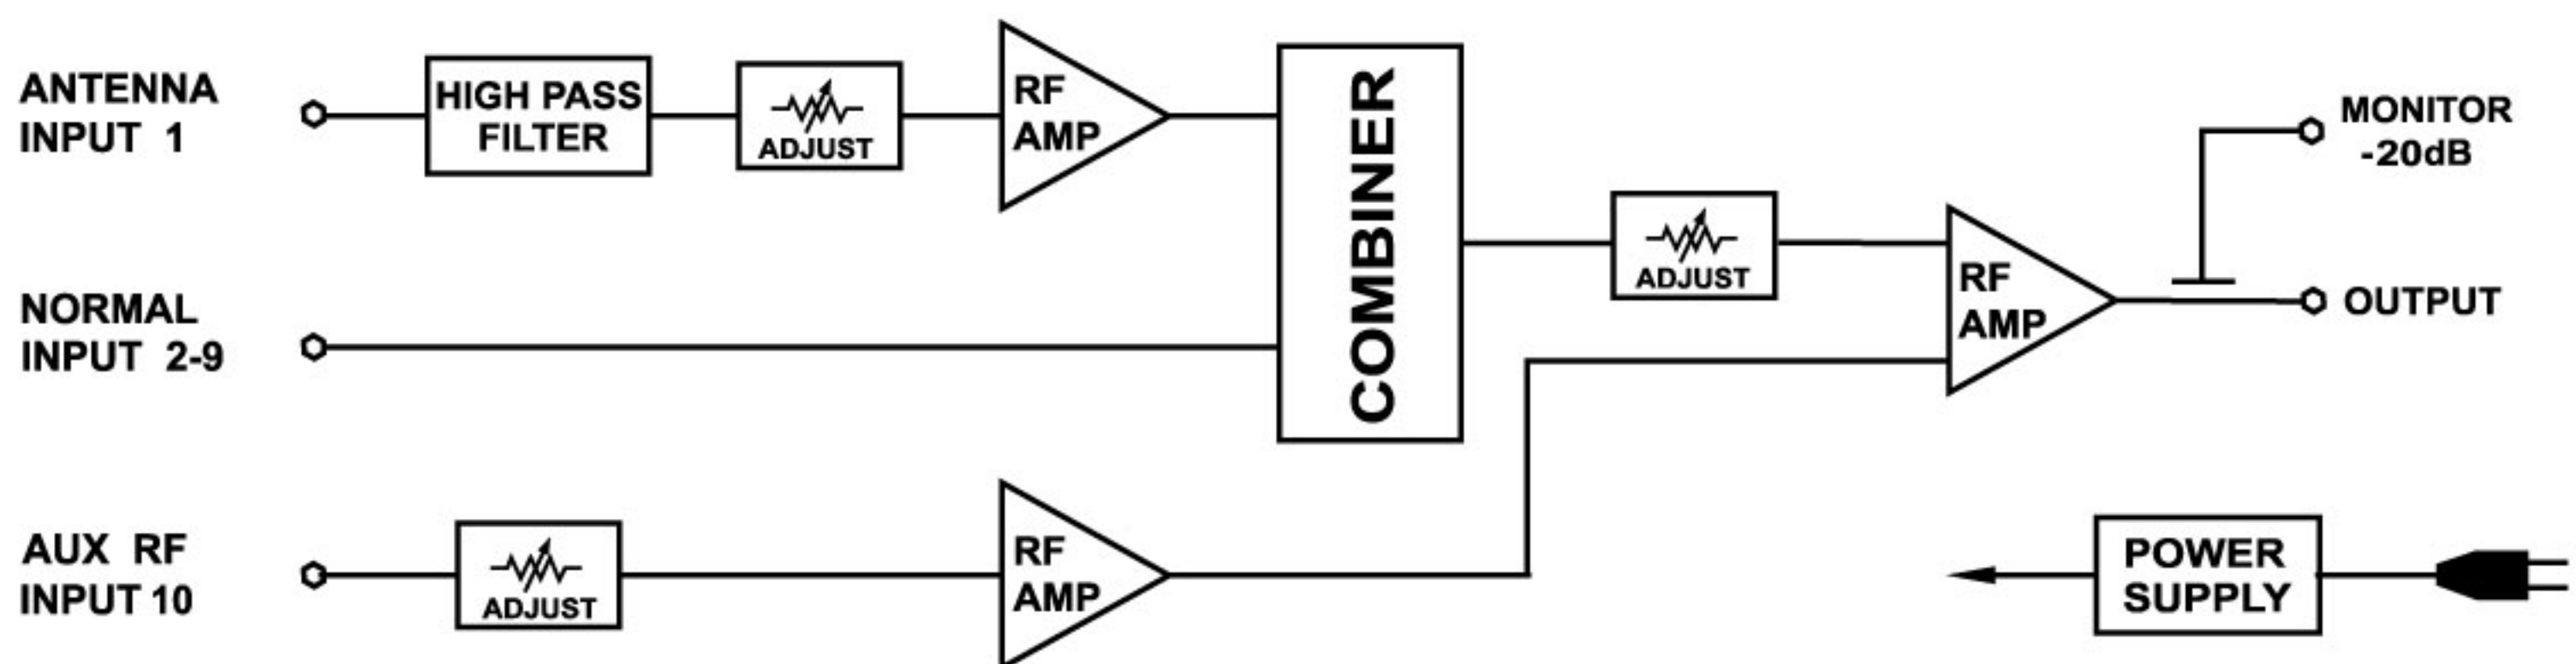 ANTENNA
INPUT 1
HIGH PASS
FILTER
ADJUST
RF
AMP
COMBINER
MONITOR
-20dB
ADJUST
RF
AMP
OUTPUT
NORMAL
INPUT 2-9
AUX RF
INPUT 10
ADJUST
RF
AMP
POWER
SUPPLY